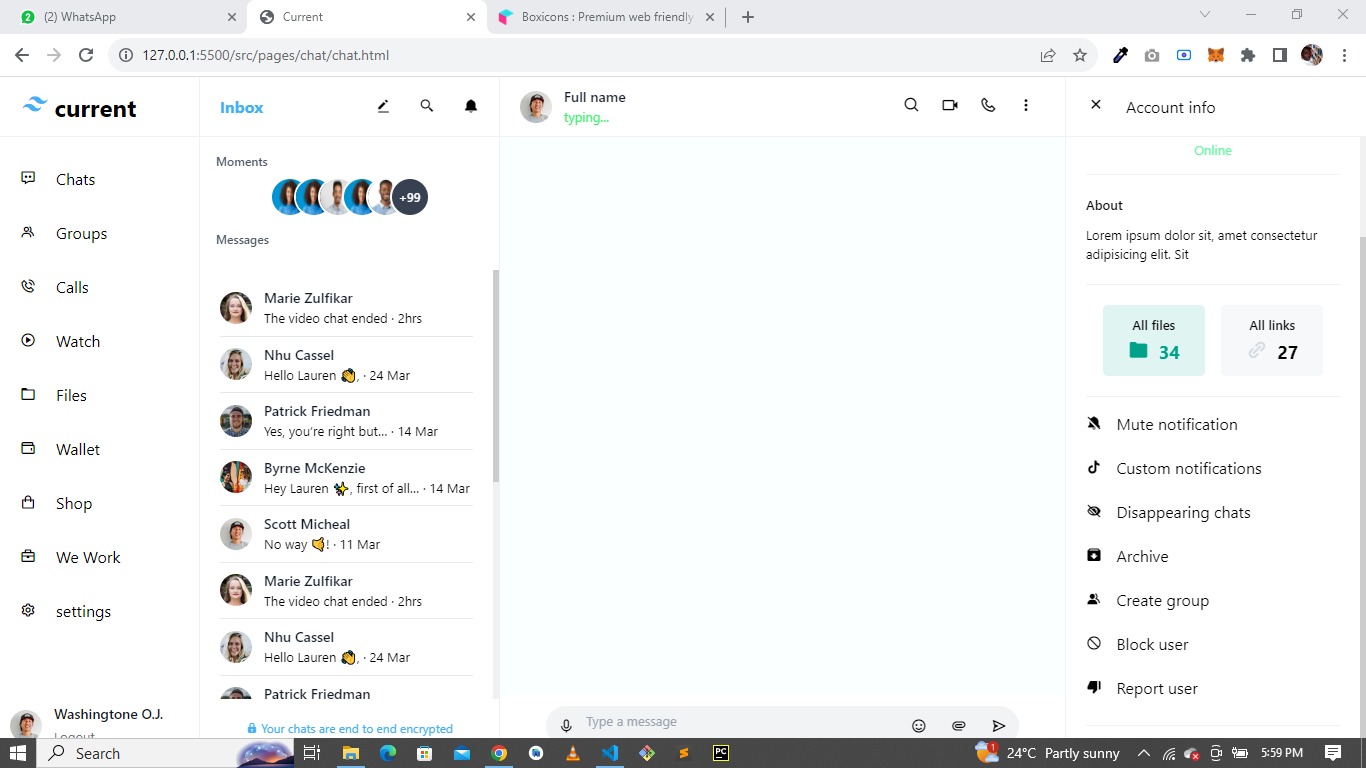 (2) WhatsApp
Current
Boxicons : Premium web friendly
127.0.0.1:5500/src/pages/chat/chat.html
current
Chats
Groups
Calls
Watch
Files
Wallet
Shop
We Work
settings
Washingtone O.J.
Logout
Inbox
Moments
+99
Messages
Marie Zulfikar
The video chat ended · 2hrs
Nhu Cassel
Hello Lauren 👏, · 24 Mar
Patrick Friedman
Yes, you're right but... · 14 Mar
Byrne McKenzie
Hey Lauren ✨, first of all... · 14 Mar
Scott Micheal
No way 🤙! · 11 Mar
Marie Zulfikar
The video chat ended · 2hrs
Nhu Cassel
Hello Lauren 👏, · 24 Mar
Patrick Friedman
Your chats are end to end encrypted
Full name
typing...
Type a message
Account info
Online
About
Lorem ipsum dolor sit, amet consectetur
adipisicing elit. Sit
All files
34
All links
27
Mute notification
Custom notifications
Disappearing chats
Archive
Create group
Block user
Report user
Search
PC
1
24°C Partly sunny
5:59 PM